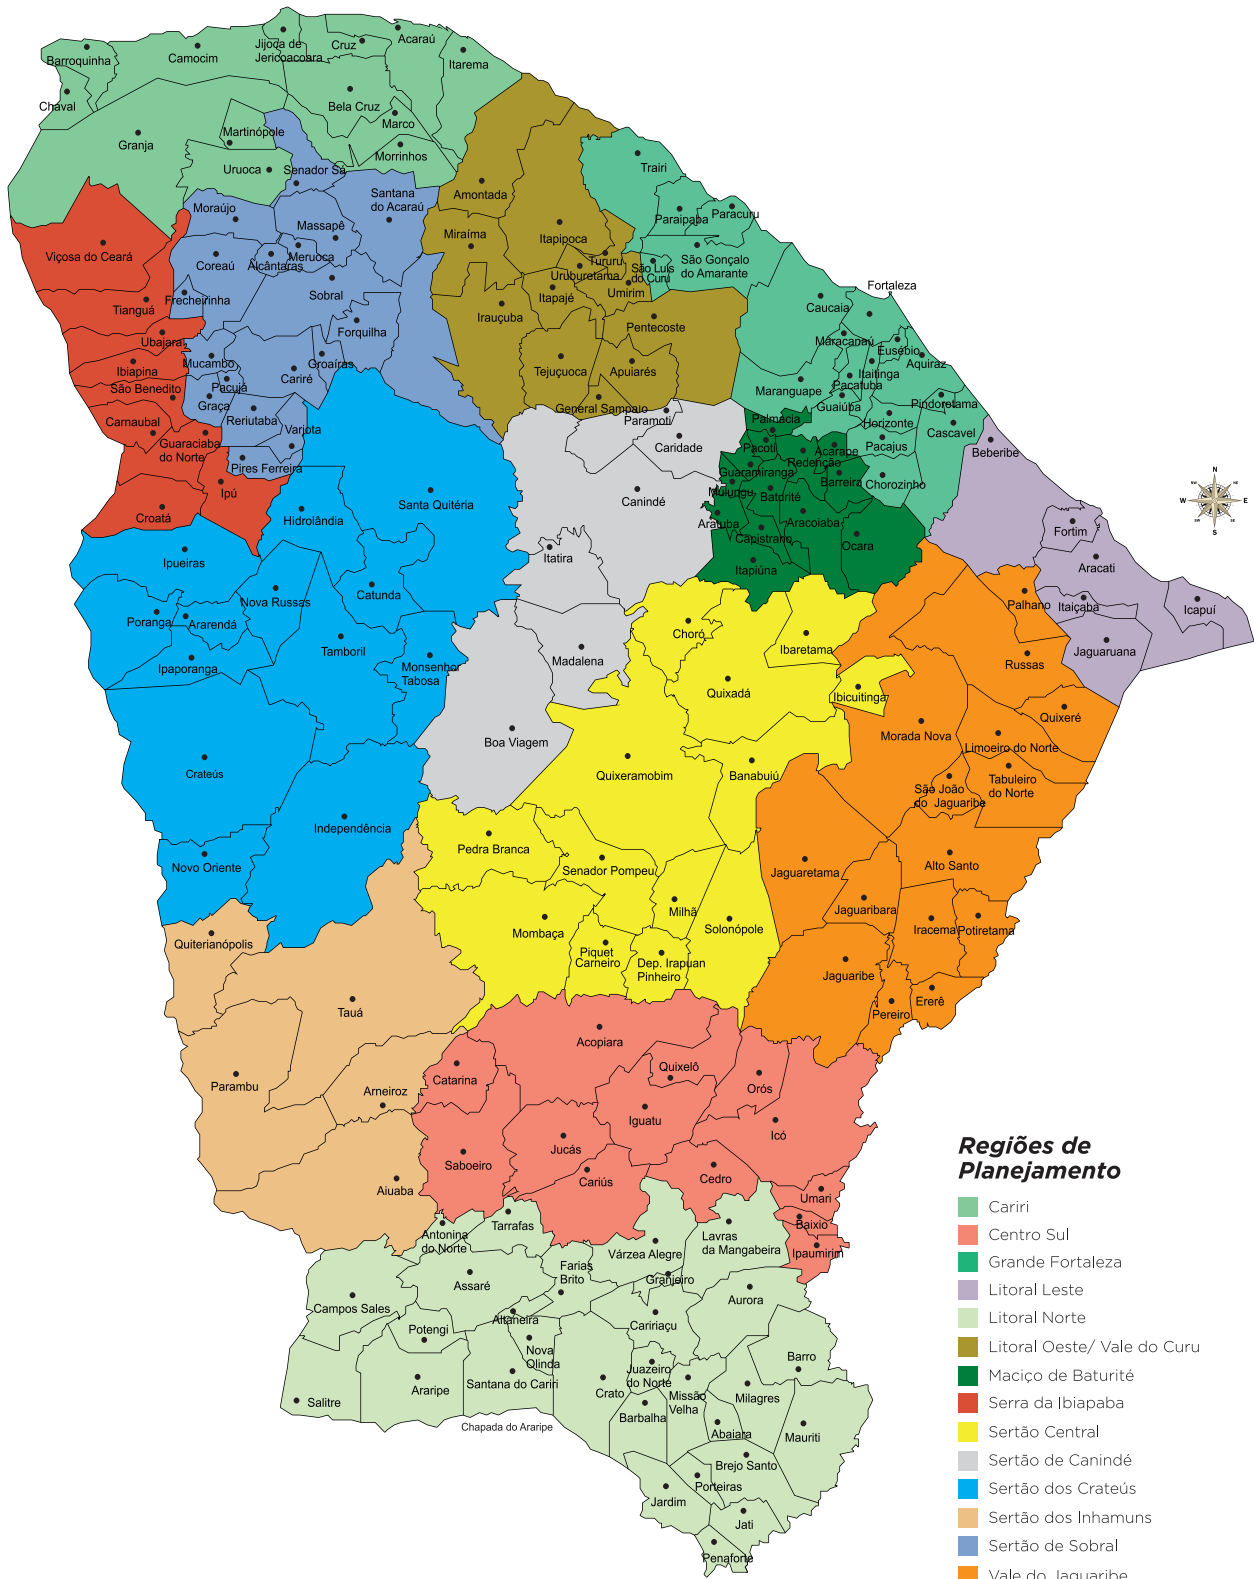 Barroquinha
Camocim
Jijoca de
Jericoacoara
Cruz
Acaraú
Itarema
Chaval
Granja
Bela Cruz
Marco
Martinópole
Morrinhos
Uruoca
Senador Sá
Santana
do Acaraú
Moraújo
Massapê
Meruoca
Coreaú
Alcântaras
Sobral
Frecheirinha
Forquilha
Mucambo
Groaíras
Cariré
Pacujá
Graça
Reriutaba
Varjota
Pires Ferreira
Viçosa do Ceará
Tianguá
Ubajara
Ibiapina
São Benedito
Carnaubal
Guaraciaba
do Norte
Ipú
Croatá
Amontada
Miraíma
Itapipoca
Tururu
Uruburetama
Itapajé
Umirim
Irauçuba
Pentecoste
Tejuçuoca
Apuiarés
General Sampaio
Trairi
Paraipaba
Paracuru
São Gonçalo
do Amarante
São Luis
do Curu
Fortaleza
Caucaia
Maracanaú
Eusébio
Itaitinga
Aquiraz
Pacatuba
Maranguape
Guaiúba
Pindoretama
Horizonte
Cascavel
Pacajus
Chorozinho
Beberibe
Fortim
Aracati
Itaiçaba
Icapuí
Jaguaruana
N
NE
E
SE
S
SW
W
NW
Paramoti
Caridade
Canindé
Itatira
Madalena
Boa Viagem
Palmácia
Pacoti
Redenção
Acarape
Guaramiranga
Barreira
Mulungu
Baturité
Aratuba
Aracoiaba
Capistrano
Ocara
Itapiúna
Santa Quitéria
Hidrolândia
Ipueiras
Nova Russas
Catunda
Poranga
Ararendá
Ipaporanga
Tamboril
Monsenhor
Tabosa
Crateús
Independência
Novo Oriente
Choró
Ibaretama
Quixadá
Ibicuitinga
Quixeramobim
Banabuiú
Pedra Branca
Senador Pompeu
Milhã
Mombaça
Solonópole
Piquet
Carneiro
Dep. Irapuan
Pinheiro
Palhano
Russas
Quixeré
Morada Nova
Limoeiro do Norte
São João
do Jaguaribe
Tabuleiro
do Norte
Alto Santo
Jaguaretama
Jaguaribara
Iracema
Potiretama
Jaguaribe
Ererê
Pereiro
Quiterianópolis
Tauá
Parambu
Arneiroz
Aiuaba
Acopiara
Catarina
Quixelô
Orós
Iguatu
Icó
Jucás
Saboeiro
Cariús
Cedro
Umari
Baixio
Ipaumirim
Antonina
do Norte
Tarrafas
Várzea Alegre
Lavras
da Mangabeira
Farias
Brito
Granjeiro
Assaré
Aurora
Campos Sales
Altaneira
Caririaçu
Potengi
Nova
Olinda
Barro
Juazeiro
do Norte
Araripe
Santana do Cariri
Crato
Missão
Velha
Milagres
Salitre
Barbalha
Abaiara
Mauriti
Chapada do Araripe
Brejo Santo
Porteiras
Jardim
Jati
Penaforte
Regiões de
Planejamento
Cariri
Centro Sul
Grande Fortaleza
Litoral Leste
Litoral Norte
Litoral Oeste/ Vale do Curu
Maciço de Baturité
Serra da Ibiapaba
Sertão Central
Sertão de Canindé
Sertão dos Crateús
Sertão dos Inhamuns
Sertão de Sobral
Vale do Jaguaribe